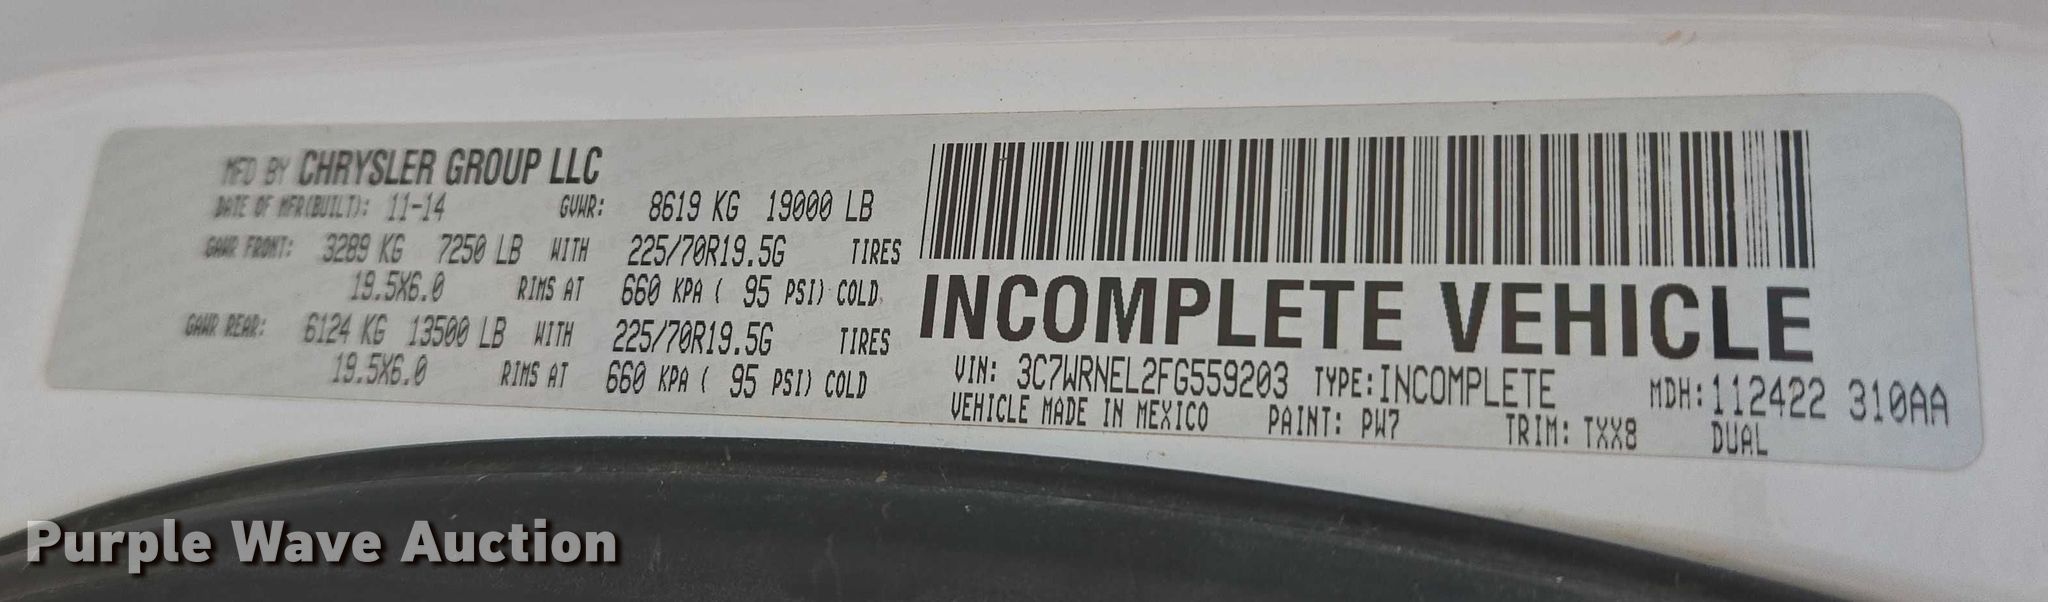 MFD BY CHRYSLER GROUP LLC
DATE OF MFR(BUILT): 11-14 GVWR: 8619 KG 19000 LB
GAWR FRONT: 3289 KG 7250 LB WITH 225/70R19.5G TIRES
19.5X6.0 RIMS AT 660 KPA ( 95 PSI) COLD
GAWR REAR: 6124 KG 13500 LB WITH 225/70R19.5G TIRES
19.5X6.0 RIMS AT 660 KPA ( 95 PSI) COLD
INCOMPLETE VEHICLE
VIN: 3C7WRNEL2FG559203 TYPE:INCOMPLETE MDH:112422 310AA
VEHICLE MADE IN MEXICO PAINT: PW7 TRIM: TXX8 DUAL
Purple Wave Auction